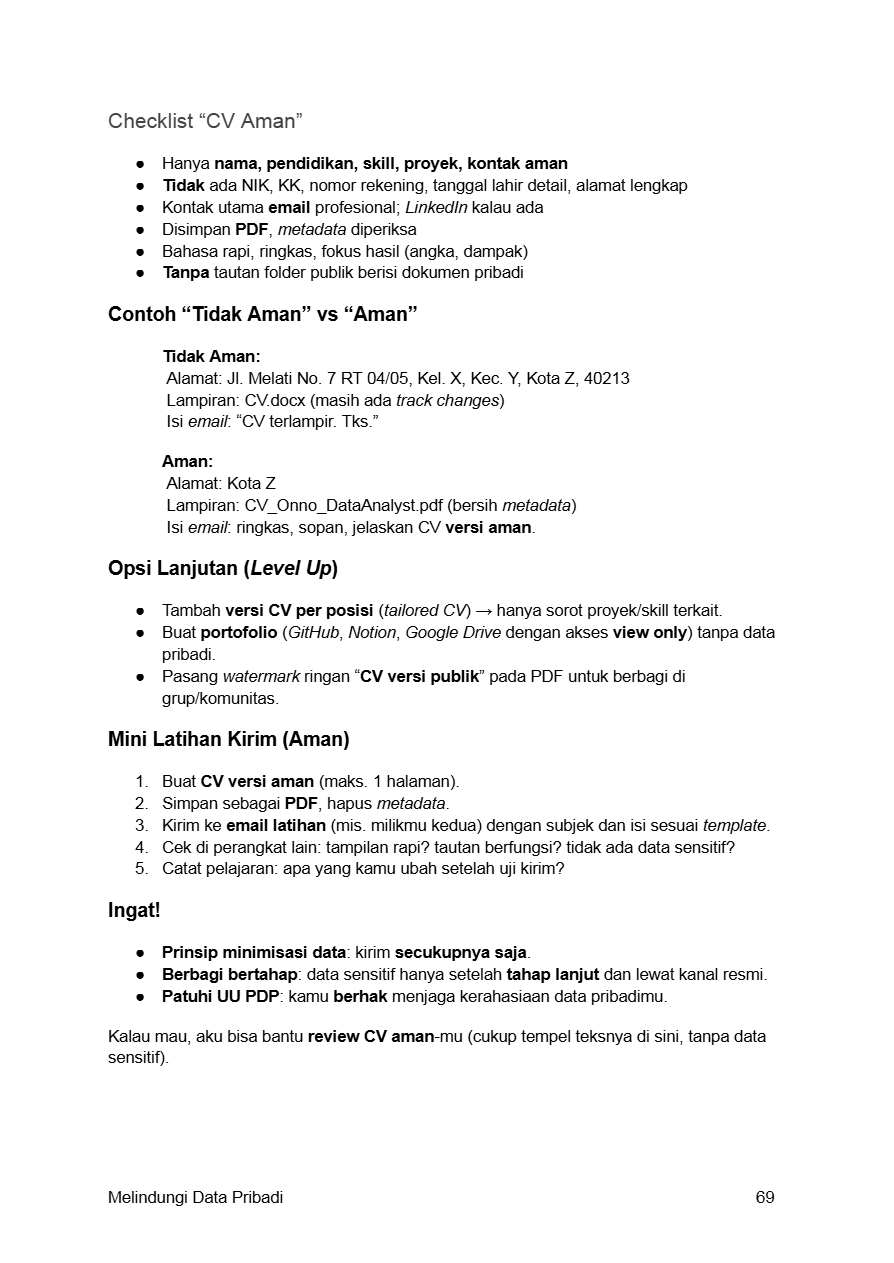 Checklist “CV Aman”
● Hanya nama, pendidikan, skill, proyek, kontak aman
● Tidak ada NIK, KK, nomor rekening, tanggal lahir detail, alamat lengkap
● Kontak utama email profesional; LinkedIn kalau ada
● Disimpan PDF, metadata diperiksa
● Bahasa rapi, ringkas, fokus hasil (angka, dampak)
● Tanpa tautan folder publik berisi dokumen pribadi
Contoh “Tidak Aman” vs “Aman”
Tidak Aman:
Alamat: Jl. Melati No. 7 RT 04/05, Kel. X, Kec. Y, Kota Z, 40213
Lampiran: CV.docx (masih ada track changes)
Isi email: “CV terlampir. Tks.”
Aman:
Alamat: Kota Z
Lampiran: CV_Onno_DataAnalyst.pdf (bersih metadata)
Isi email: ringkas, sopan, jelaskan CV versi aman.
Opsi Lanjutan (Level Up)
● Tambah versi CV per posisi (tailored CV) → hanya sorot proyek/skill terkait.
● Buat portofolio (GitHub, Notion, Google Drive dengan akses view only) tanpa data
pribadi.
● Pasang watermark ringan “CV versi publik” pada PDF untuk berbagi di
grup/komunitas.
Mini Latihan Kirim (Aman)
1. Buat CV versi aman (maks. 1 halaman).
2. Simpan sebagai PDF, hapus metadata.
3. Kirim ke email latihan (mis. milikmu kedua) dengan subjek dan isi sesuai template.
4. Cek di perangkat lain: tampilan rapi? tautan berfungsi? tidak ada data sensitif?
5. Catat pelajaran: apa yang kamu ubah setelah uji kirim?
Ingat!
● Prinsip minimisasi data: kirim secukupnya saja.
● Berbagi bertahap: data sensitif hanya setelah tahap lanjut dan lewat kanal resmi.
● Patuhi UU PDP: kamu berhak menjaga kerahasiaan data pribadimu.
Kalau mau, aku bisa bantu review CV aman-mu (cukup tempel teksnya di sini, tanpa data
sensitif).
Melindungi Data Pribadi 69